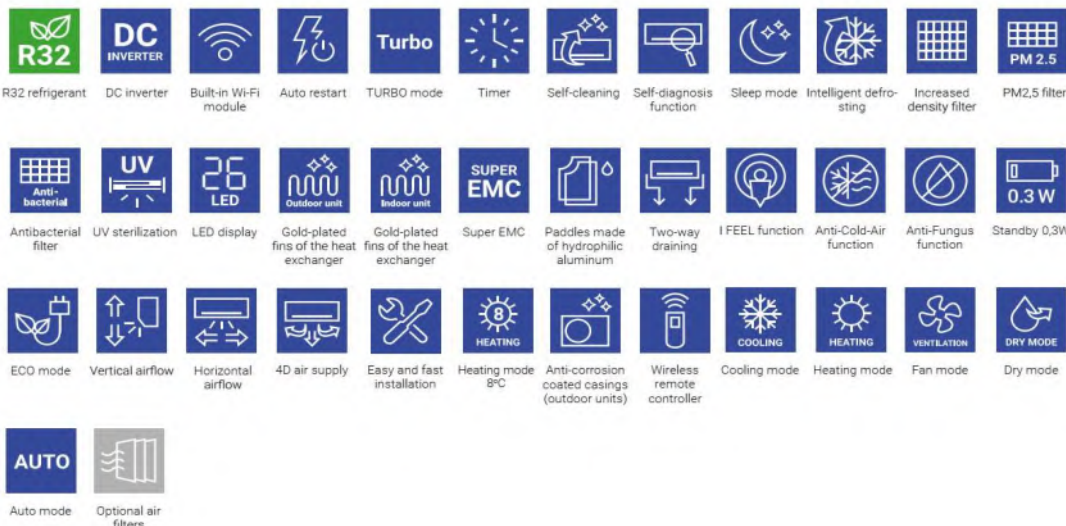 R32
DC
INVERTER
Turbo
PM 2.5
R32 refrigerant
DC inverter
Built-in Wi-Fi
module
Auto restart
TURBO mode
Timer
Self-cleaning
Self-diagnosis
function
Sleep mode
Intelligent defro-
sting
Increased
density filter
PM2,5 filter
Anti-
bacterial
UV
26
LED
Outdoor unit
Indoor unit
SUPER
EMC
0.3 W
Antibacterial
filter
UV sterilization
LED display
Gold-plated
fins of the heat
exchanger
Gold-plated
fins of the heat
exchanger
Super EMC
Paddles made
of hydrophilic
aluminum
Two-way
draining
I FEEL function
Anti-Cold-Air
function
Anti-Fungus
function
Standby 0,3W
8
HEATING
COOLING
HEATING
VENTILATION
DRY MODE
ECO mode
Vertical airflow
Horizontal
airflow
4D air supply
Easy and fast
installation
Heating mode
8ºC
Anti-corrosion
coated casings
(outdoor units)
Wireless
remote
controller
Cooling mode
Heating mode
Fan mode
Dry mode
AUTO
Auto mode
Optional air
filters